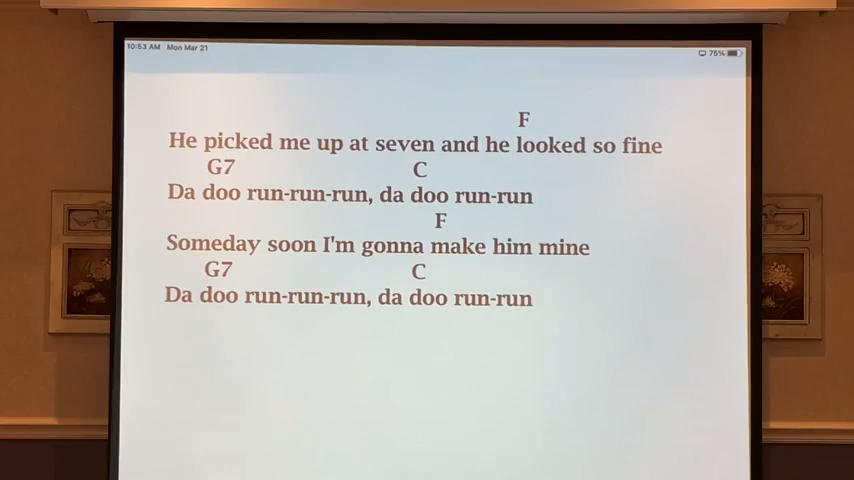 10:53 AM Mon Mar 21
75%
F
He picked me up at seven and he looked so fine
G7 C
Da doo run-run-run, da doo run-run
F
Someday soon I'm gonna make him mine
G7 C
Da doo run-run-run, da doo run-run